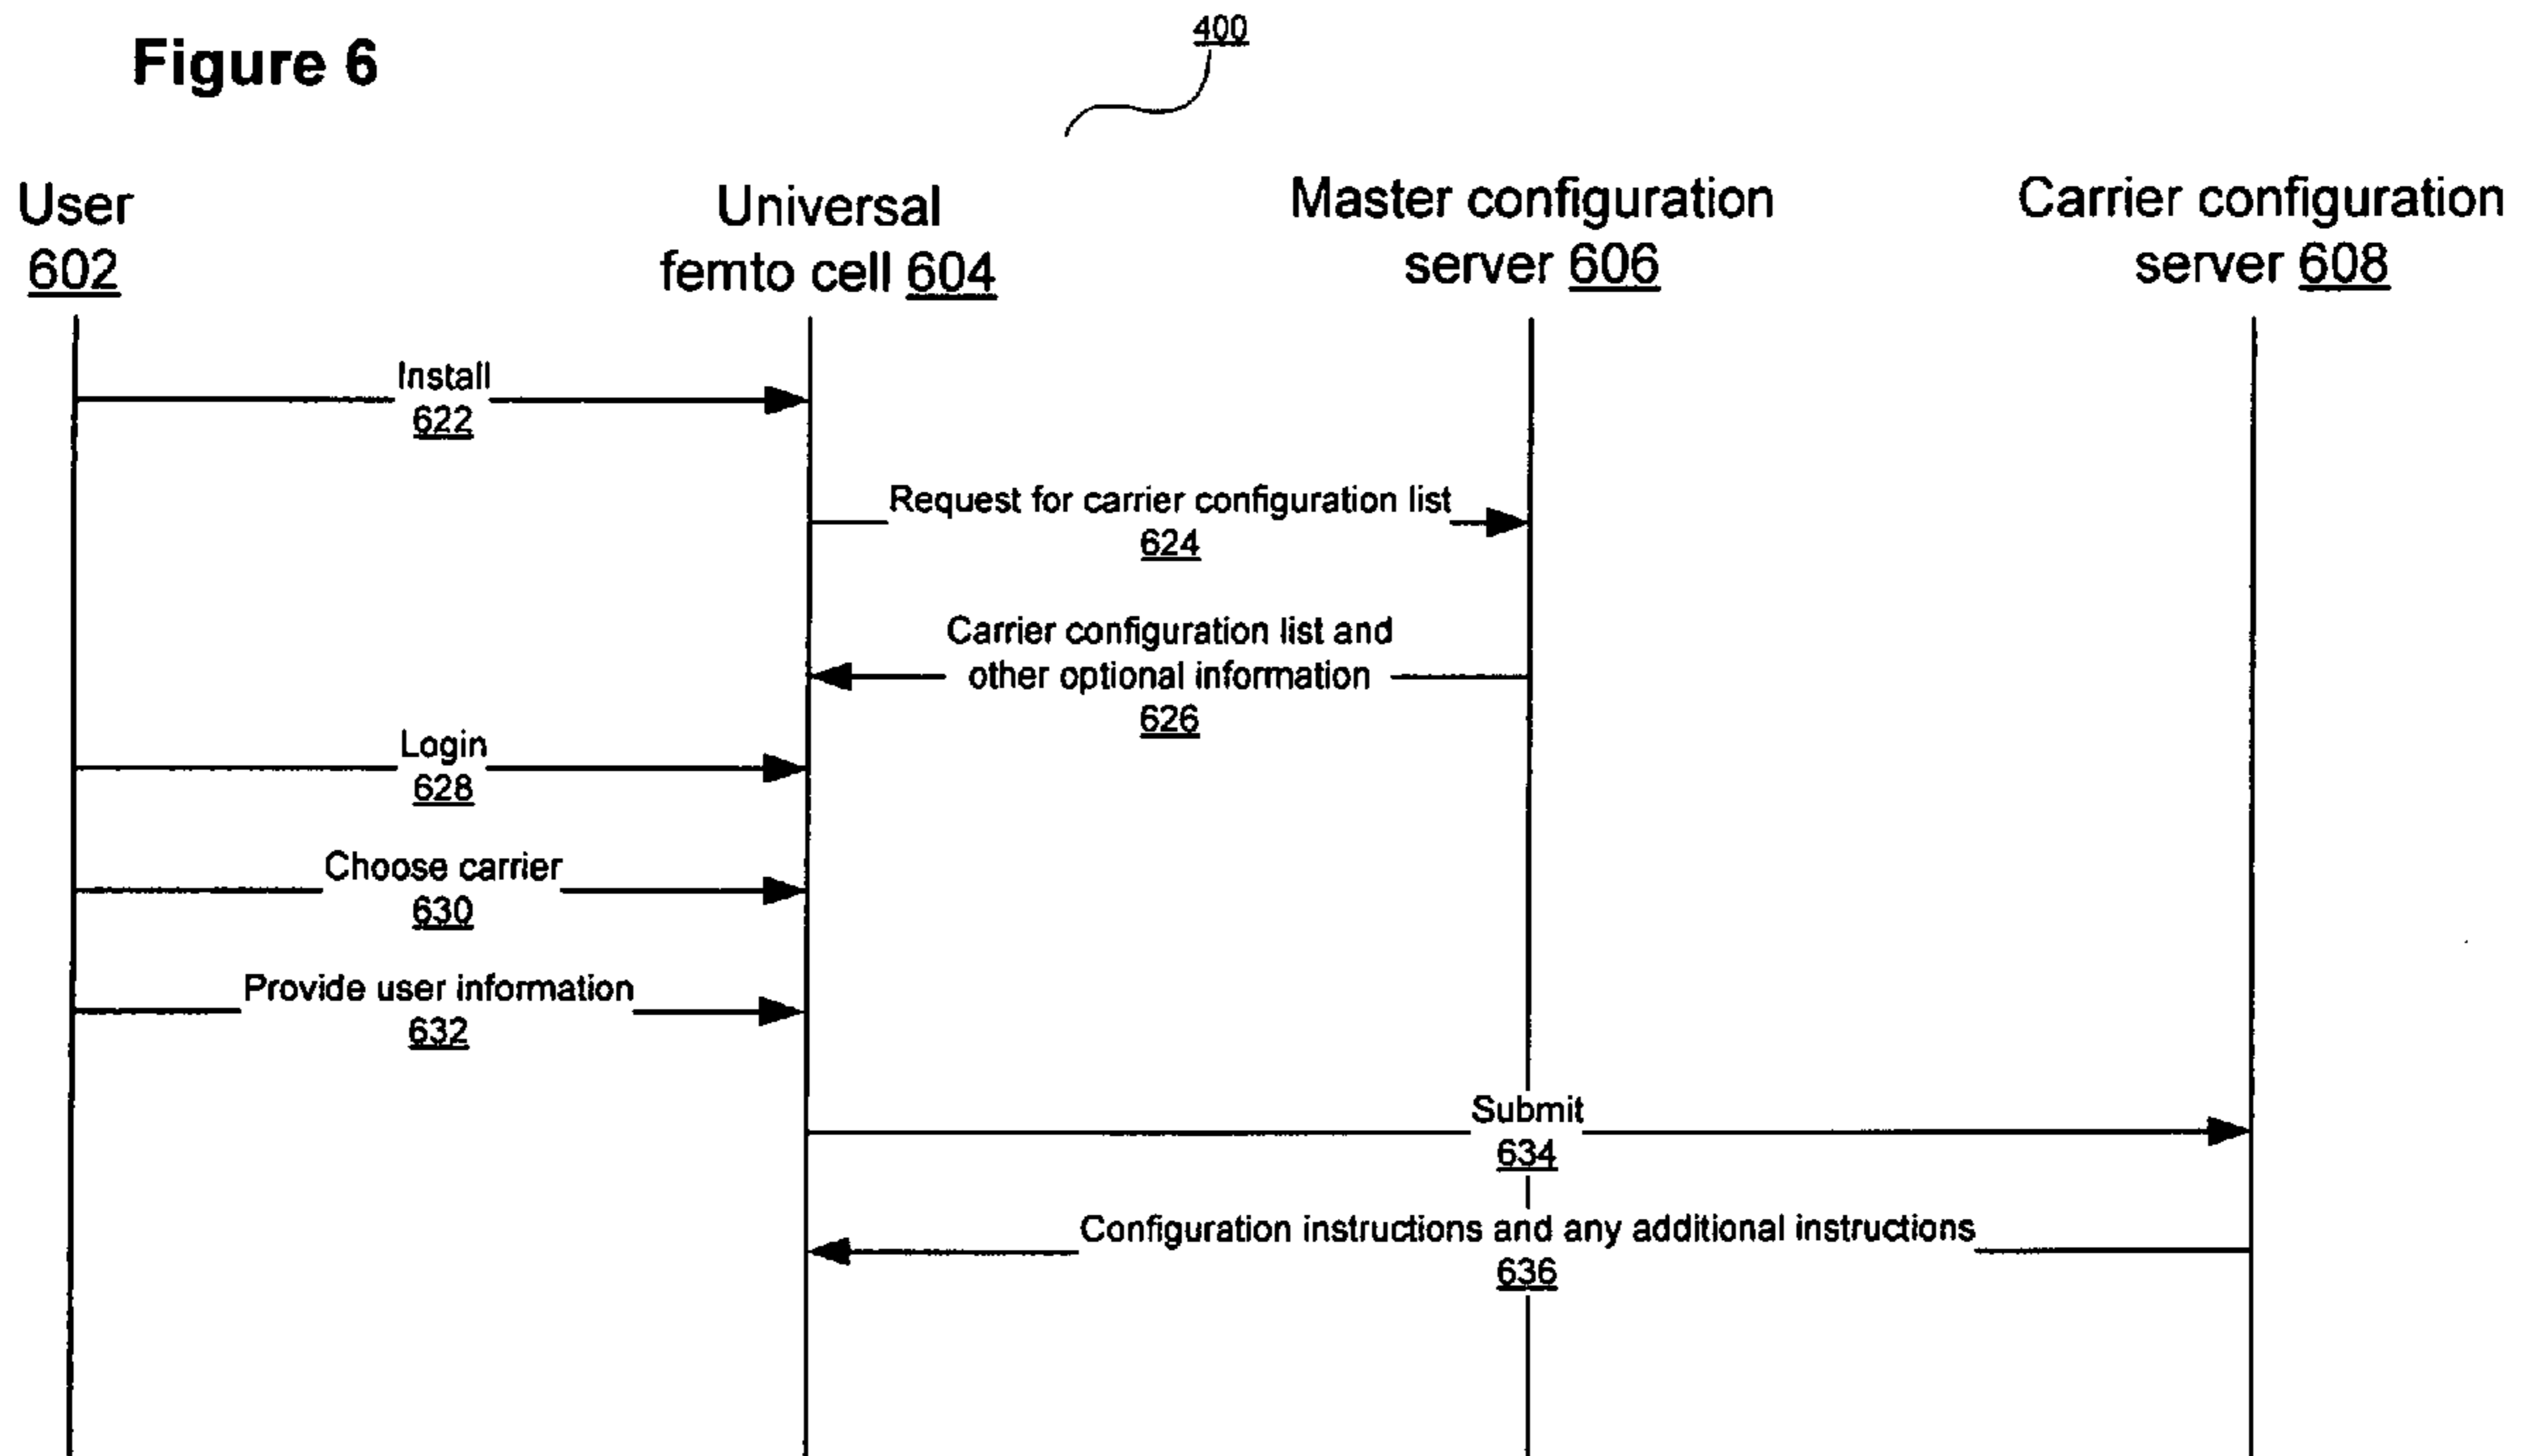 Figure 6
400
User
602
Universal
femto cell 604
Master configuration
server 606
Carrier configuration
server 608
Install
622
Request for carrier configuration list
624
Carrier configuration list and
other optional information
626
Login
628
Choose carrier
630
Provide user information
632
Submit
634
Configuration instructions and any additional instructions
636